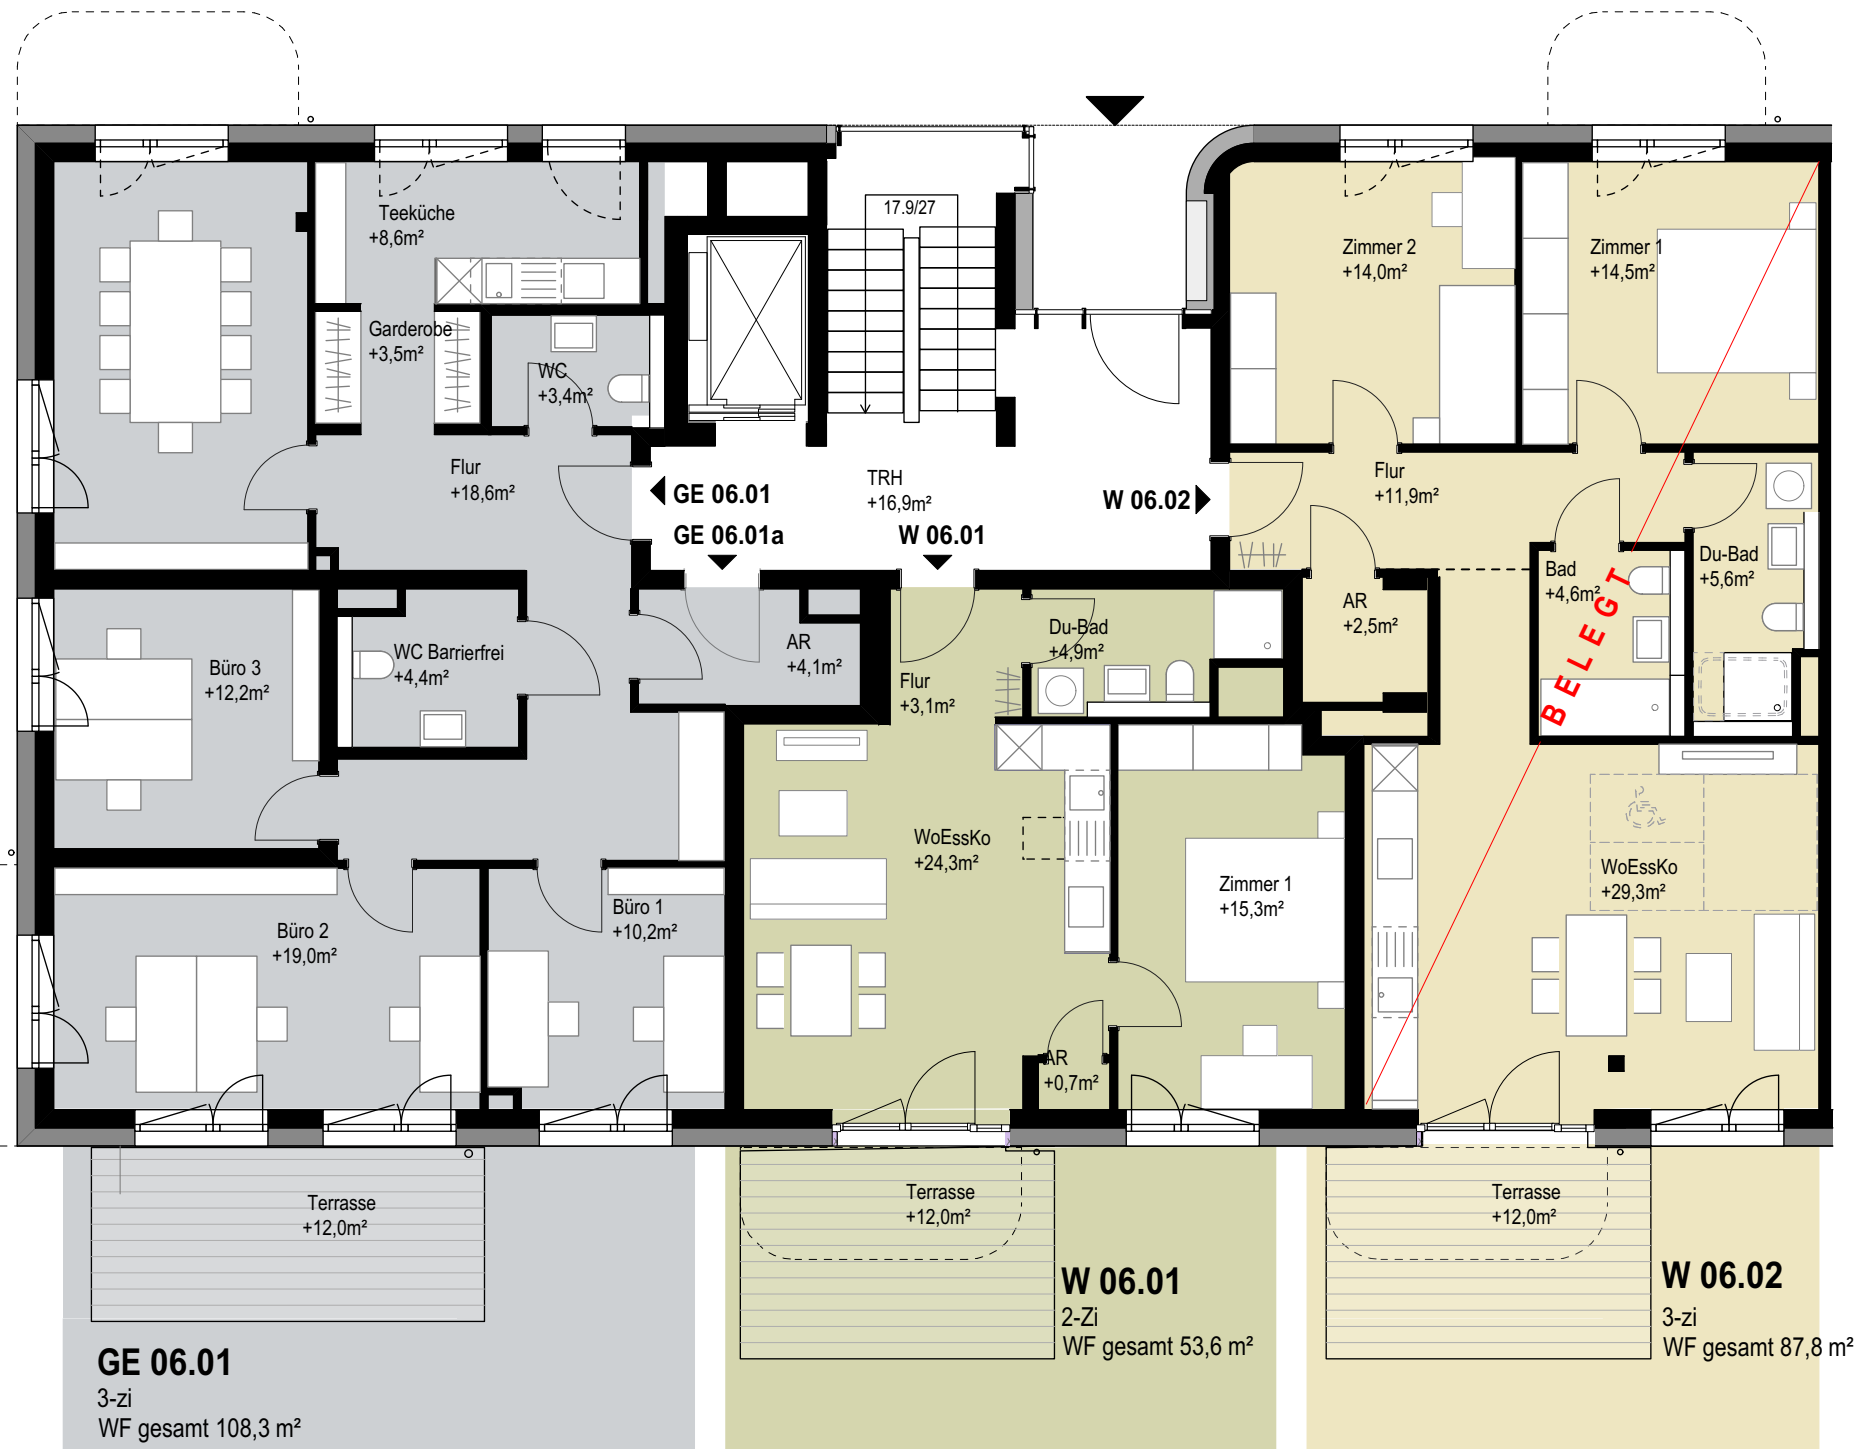 17.9/27
Teeküche
+8,6m²
Zimmer 2
+14,0m²
Zimmer 1
+14,5m²
Garderobe
+3,5m²
WC
+3,4m²
Flur
+18,6m²
GE 06.01
GE 06.01a
TRH
+16,9m²
W 06.01
W 06.02
Flur
+11,9m²
Bad
+4,6m²
Du-Bad
+5,6m²
BELEGT
AR
+2,5m²
Büro 3
+12,2m²
WC Barrierfrei
+4,4m²
AR
+4,1m²
Du-Bad
+4,9m²
Flur
+3,1m²
WoEssKo
+24,3m²
Zimmer 1
+15,3m²
WoEssKo
+29,3m²
Büro 2
+19,0m²
Büro 1
+10,2m²
AR
+0,7m²
Terrasse
+12,0m²
Terrasse
+12,0m²
Terrasse
+12,0m²
GE 06.01
3-zi
WF gesamt 108,3 m²
W 06.01
2-Zi
WF gesamt 53,6 m²
W 06.02
3-zi
WF gesamt 87,8 m²